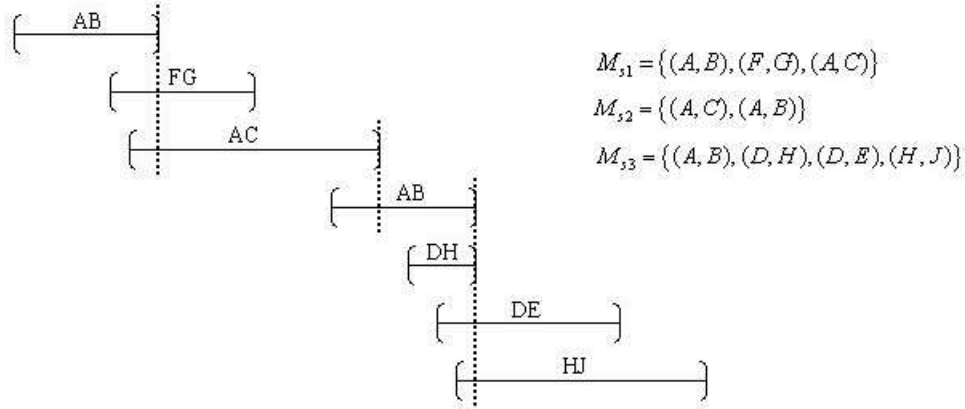 AB
FG
AC
AB
DH
DE
HJ
M_{s1} = {(A,B),(F,G),(A,C)}
M_{s2} = {(A,C),(A,B)}
M_{s3} = {(A,B),(D,H),(D,E),(H,J)}